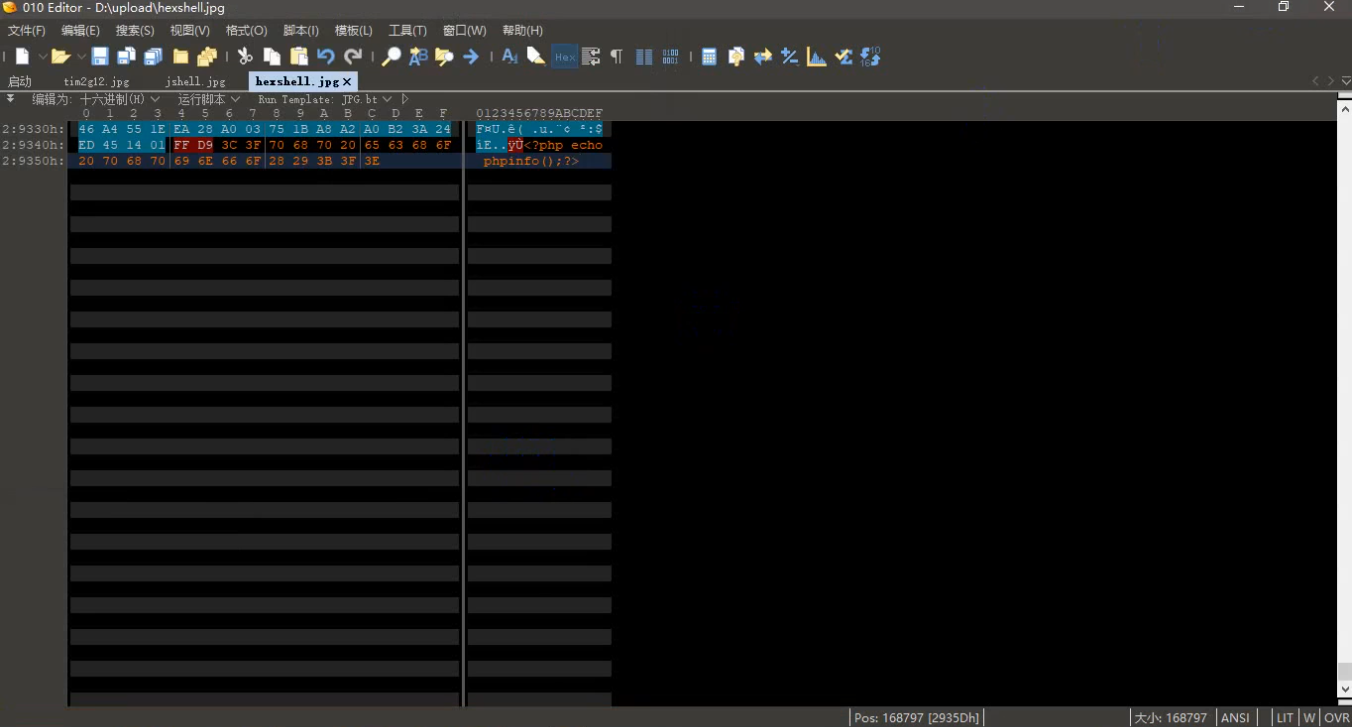 010 Editor - D:\upload\hexshell.jpg
文件(F) 编辑(E) 搜索(S) 视图(V) 格式(O) 脚本(I) 模板(L) 工具(T) 窗口(W) 帮助(H)
Hex
启动 tim2g12.jpg jshell.jpg hexshell.jpg
编辑为: 十六进制(H) 运行脚本 Run Template: JPG.bt
0 1 2 3 4 5 6 7 8 9 A B C D E F 0123456789ABCDEF
2:9330h: 46 A4 55 1E EA 28 A0 03 75 1B A8 A2 A0 B2 3A 24 F¤U.ê( .u.¨¢ ²:$
2:9340h: ED 45 14 01 FF D9 3C 3F 70 68 70 20 65 63 68 6F íE..ÿÙ<?php echo
2:9350h: 20 70 68 70 69 6E 66 6F 28 29 3B 3F 3E phpinfo();?>
Pos: 168797 [2935Dh] 大小: 168797 ANSI LIT W OVR